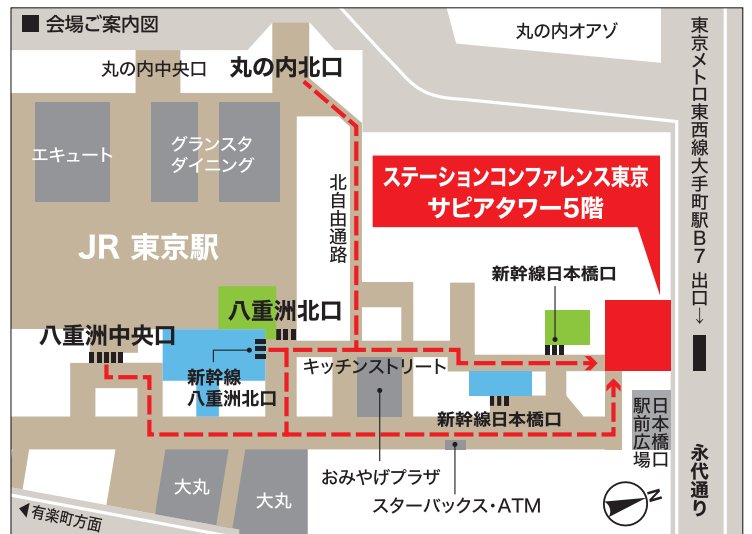 ■ 会場ご案内図
丸の内オアゾ
丸の内中央口
丸の内北口
エキュート
グランスタ
ダイニング
北自由通路
ステーションコンファレンス東京
サピアタワー5階
東京メトロ東西線大手町駅B7 出口→
JR 東京駅
新幹線日本橋口
八重洲北口
八重洲中央口
新幹線
八重洲北口
キッチンストリート
新幹線日本橋口
日本橋口
駅前広場
永代通り
おみやげプラザ
スターバックス・ATM
大丸
大丸
有楽町方面
N